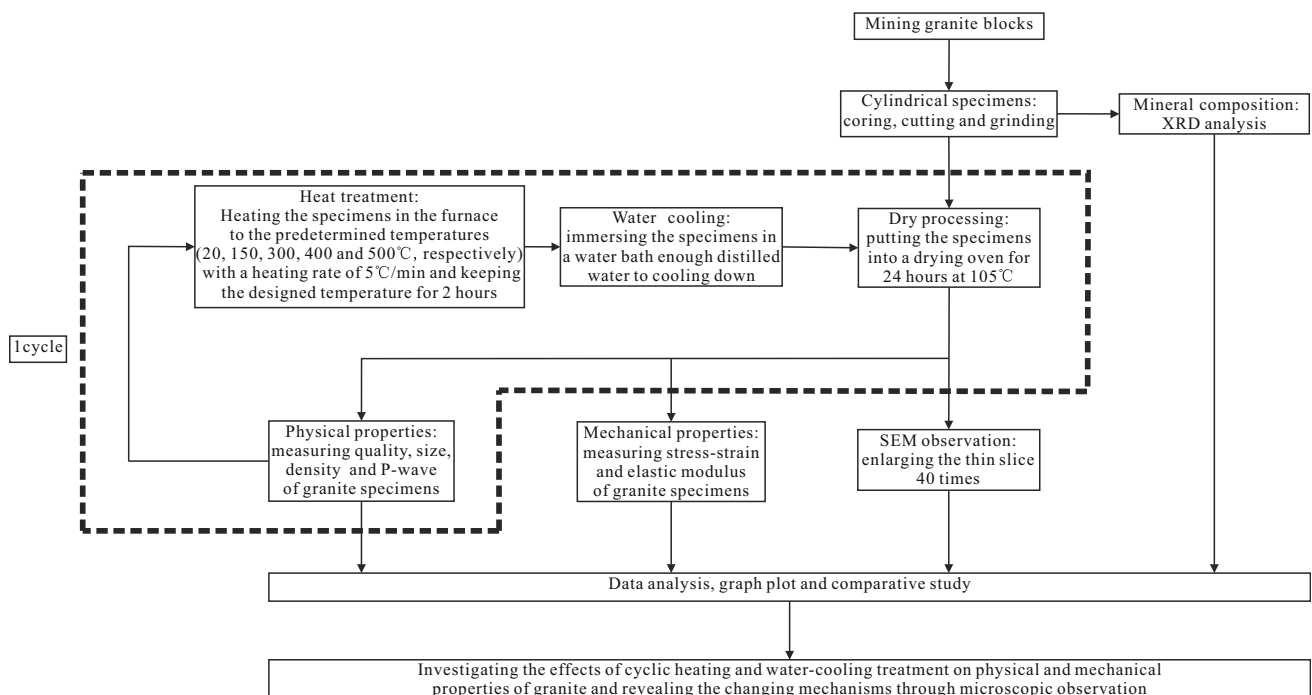 Mining granite blocks
Cylindrical specimens:
coring, cutting and grinding
Mineral composition:
XRD analysis
Heat treatment:
Heating the specimens in the furnace
to the predetermined temperatures
(20, 150, 300, 400 and 500℃, respectively)
with a heating rate of 5℃/min and keeping
the designed temperature for 2 hours
Water cooling:
immersing the specimens in
a water bath enough distilled
water to cooling down
Dry processing:
putting the specimens
into a drying oven for
24 hours at 105℃
1cycle
Physical properties:
measuring quality, size,
density and P-wave
of granite specimens
Mechanical properties:
measuring stress-strain
and elastic modulus
of granite specimens
SEM observation:
enlarging the thin slice
40 times
Data analysis, graph plot and comparative study
Investigating the effects of cyclic heating and water-cooling treatment on physical and mechanical
properties of granite and revealing the changing mechanisms through microscopic observation